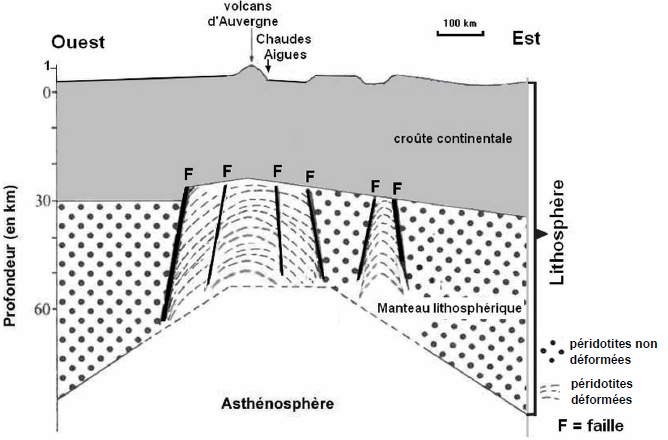 volcans
d'Auvergne
100 km
Ouest
Chaudes
Aigues
Est
1
0
croûte continentale
F F F F F F
30
Profondeur (en km)
Lithosphère
60
Manteau lithosphérique
péridotites non
déformées
péridotites
déformées
Asthénosphère
F = faille